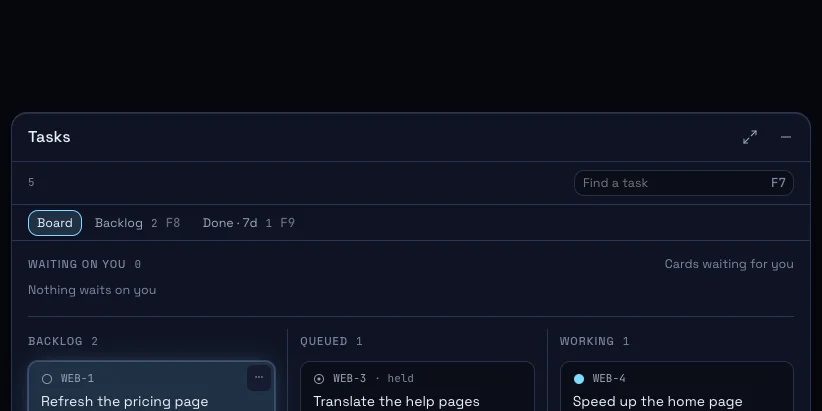 Tasks
5
Find a task F7
Board Backlog 2 F8 Done · 7d 1 F9
WAITING ON YOU 0 Cards waiting for you
Nothing waits on you
BACKLOG 2
QUEUED 1
WORKING 1
WEB-1 ...
Refresh the pricing page
WEB-3 · held
Translate the help pages
WEB-4
Speed up the home page